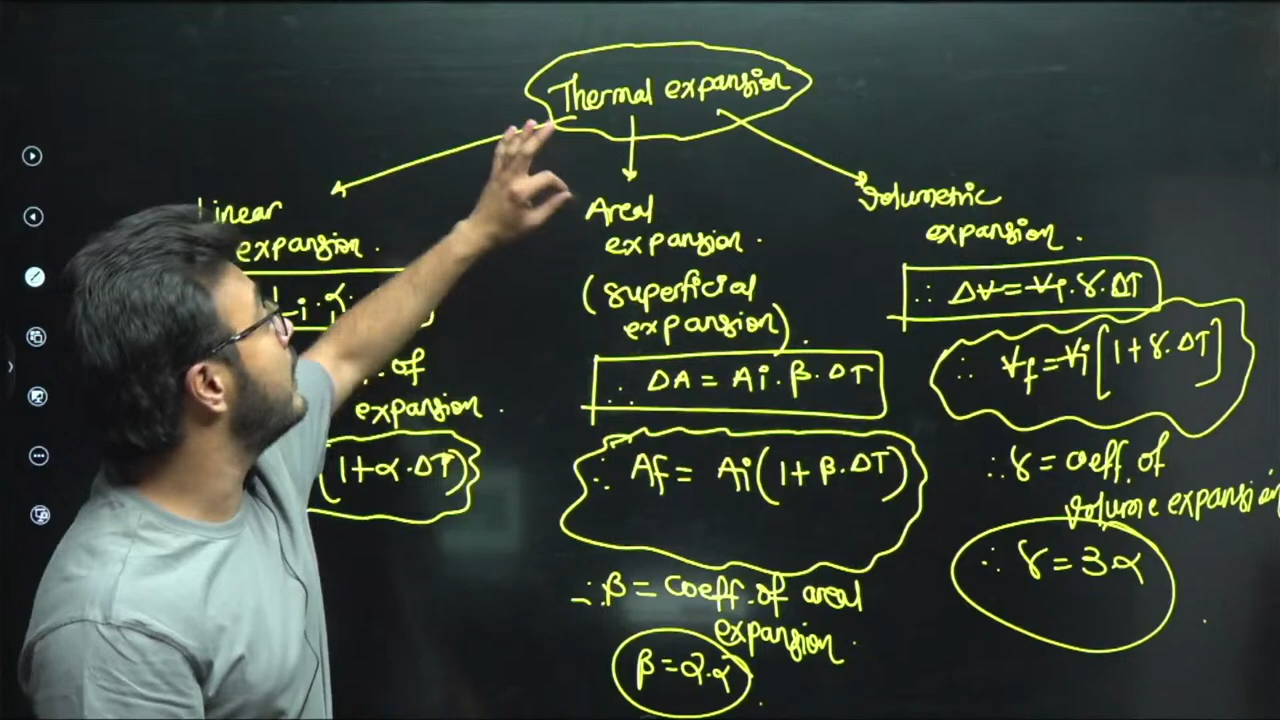 Thermal expansion
Linear
expansion.
Li.α.
of
expansion.
(1+α.ΔT)
Areal
expansion.
(superficial
expansion).
∴ ΔA = Ai.β.ΔT
∴ Af = Ai(1+β.ΔT)
∴ β = coeff. of areal
expansion.
β=2.α
Volumetric
expansion.
∴ ΔV=Vi.γ.ΔT
∴ Vf=Vi[1+γ.ΔT]
∴ γ = coeff. of
volume expansion
∴ γ = 3α